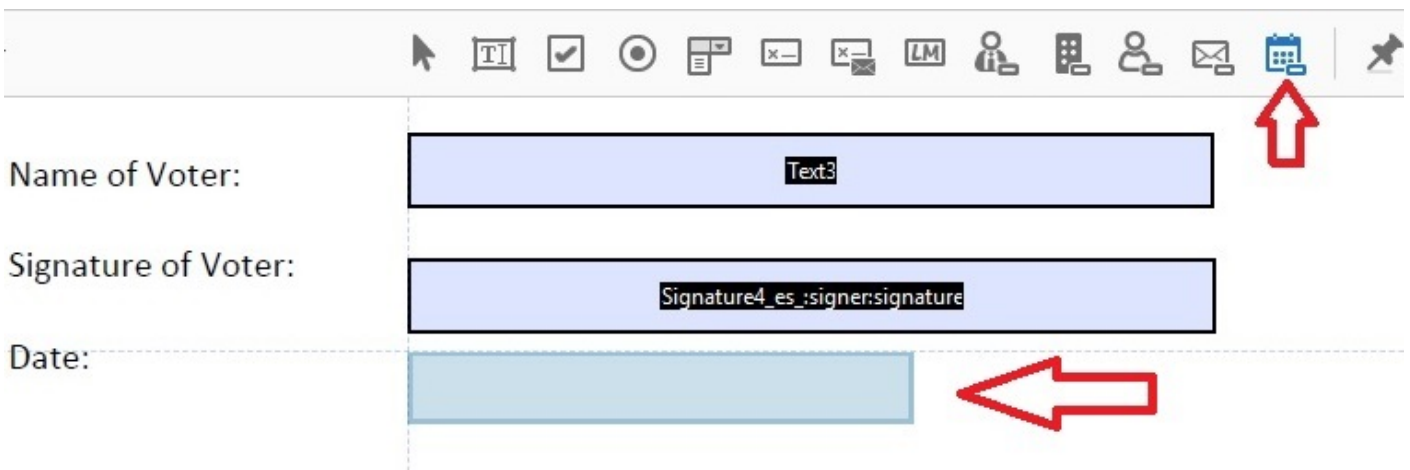 TI
LM
Name of Voter:
Text3
Signature of Voter:
Signature4_es_:signer:signature
Date: